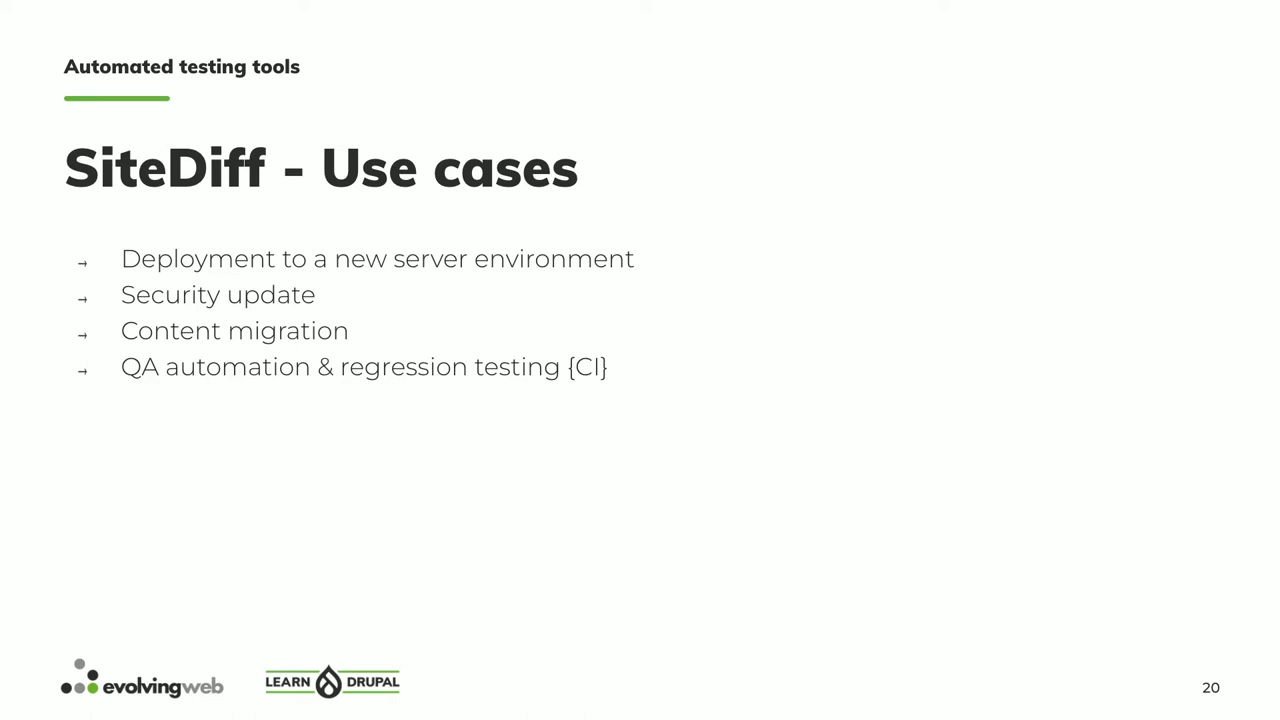 Automated testing tools
SiteDiff - Use cases
→ Deployment to a new server environment
→ Security update
→ Content migration
→ QA automation & regression testing {CI}
evolvingweb
LEARN DRUPAL
20